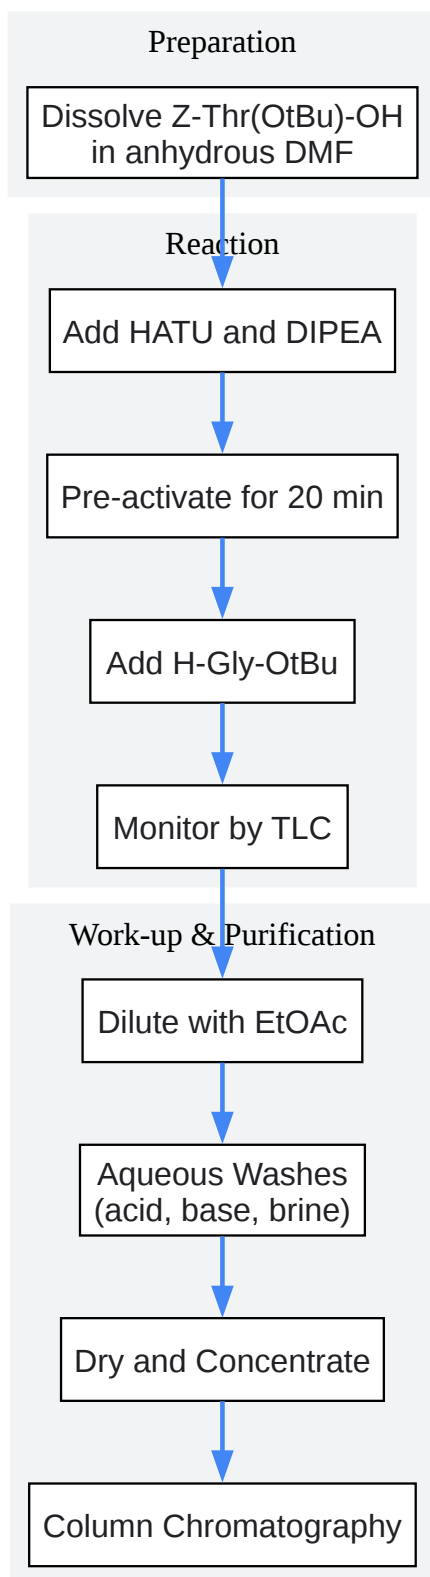 Preparation
Dissolve Z-Thr(OtBu)-OH
in anhydrous DMF
Reaction
Add HATU and DIPEA
Pre-activate for 20 min
Add H-Gly-OtBu
Monitor by TLC
Work-up & Purification
Dilute with EtOAc
Aqueous Washes
(acid, base, brine)
Dry and Concentrate
Column Chromatography